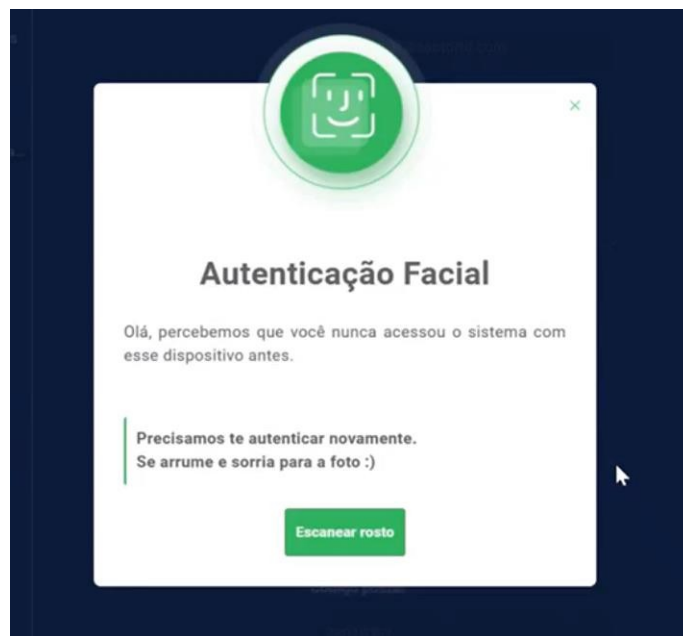 Autenticação Facial
Olá, percebemos que você nunca acessou o sistema com
esse dispositivo antes.
Precisamos te autenticar novamente.
Se arrume e sorria para a foto :)
Escanear rosto